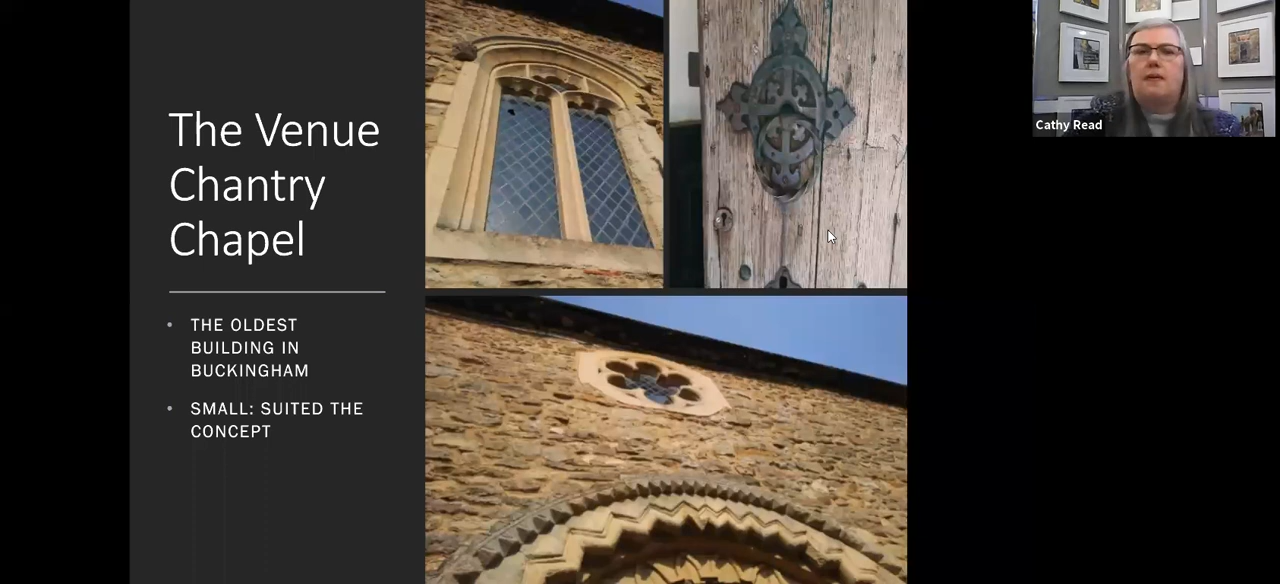 The Venue
Chantry
Chapel
• THE OLDEST
BUILDING IN
BUCKINGHAM
• SMALL: SUITED THE
CONCEPT
Cathy Read